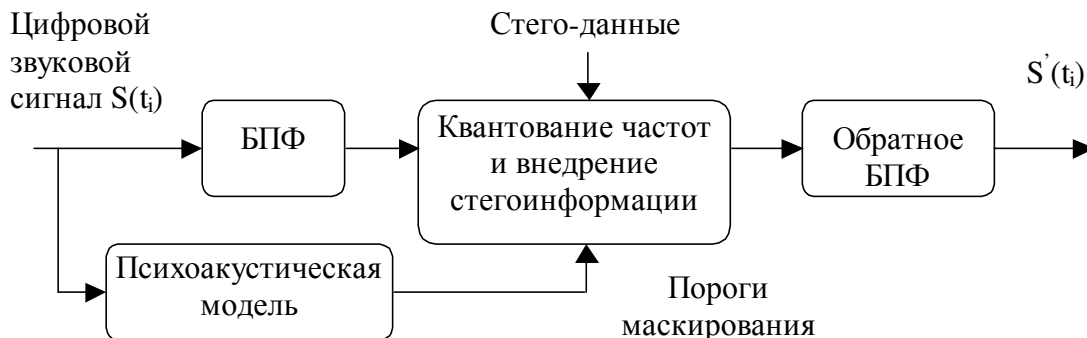 Цифровой
звуковой
сигнал S(ti)
Стего-данные
S'(ti)
БПФ
Квантование частот
и внедрение
стегоинформации
Обратное
БПФ
Психоакустическая
модель
Пороги
маскирования